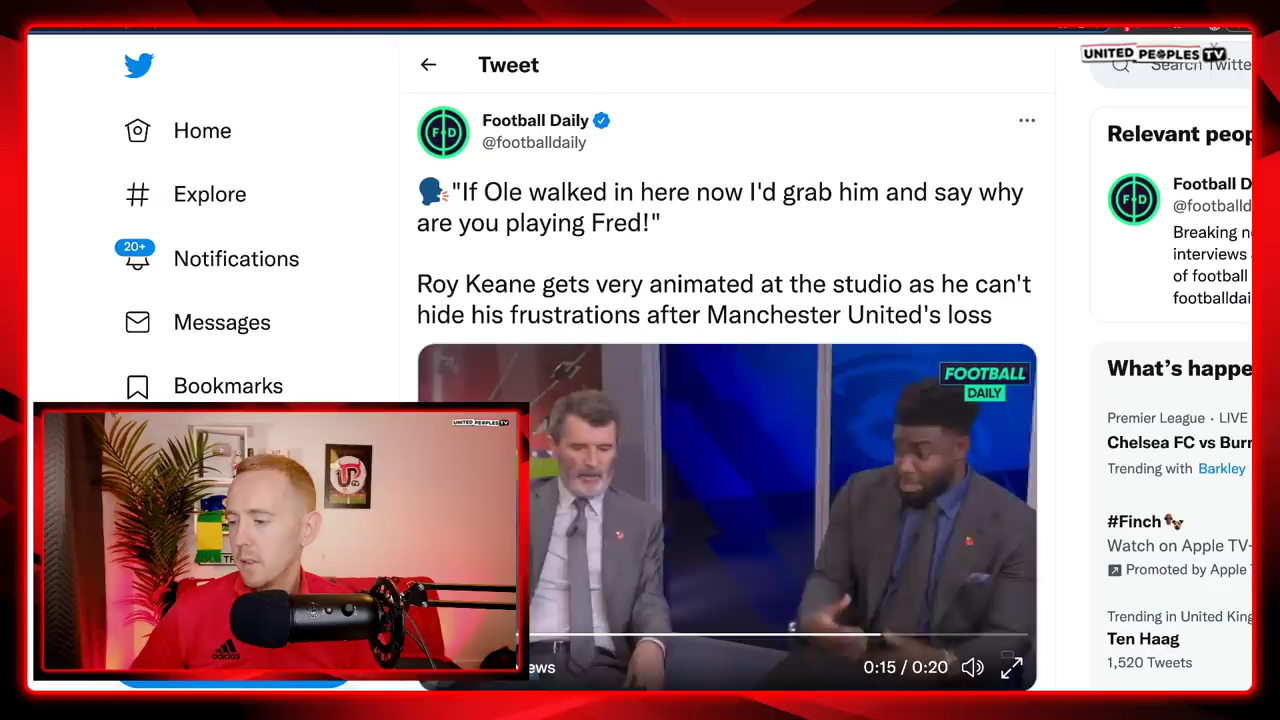 UNITED PEOPLES TV
Search Twitte
Tweet
Home
Explore
20+
Notifications
Messages
Bookmarks
F D
Football Daily
@footballdaily
"If Ole walked in here now I'd grab him and say why
are you playing Fred!"
Roy Keane gets very animated at the studio as he can't
hide his frustrations after Manchester United's loss
FOOTBALL
DAILY
ews
0:15 / 0:20
UNITED PEOPLES TV
adidas
Relevant peop
F D
Football D
@footballd
Breaking n
interviews
of football
footballdai
What's happe
Premier League · LIVE
Chelsea FC vs Burn
Trending with Barkley
#Finch
Watch on Apple TV
Promoted by Apple
Trending in United King
Ten Haag
1,520 Tweets